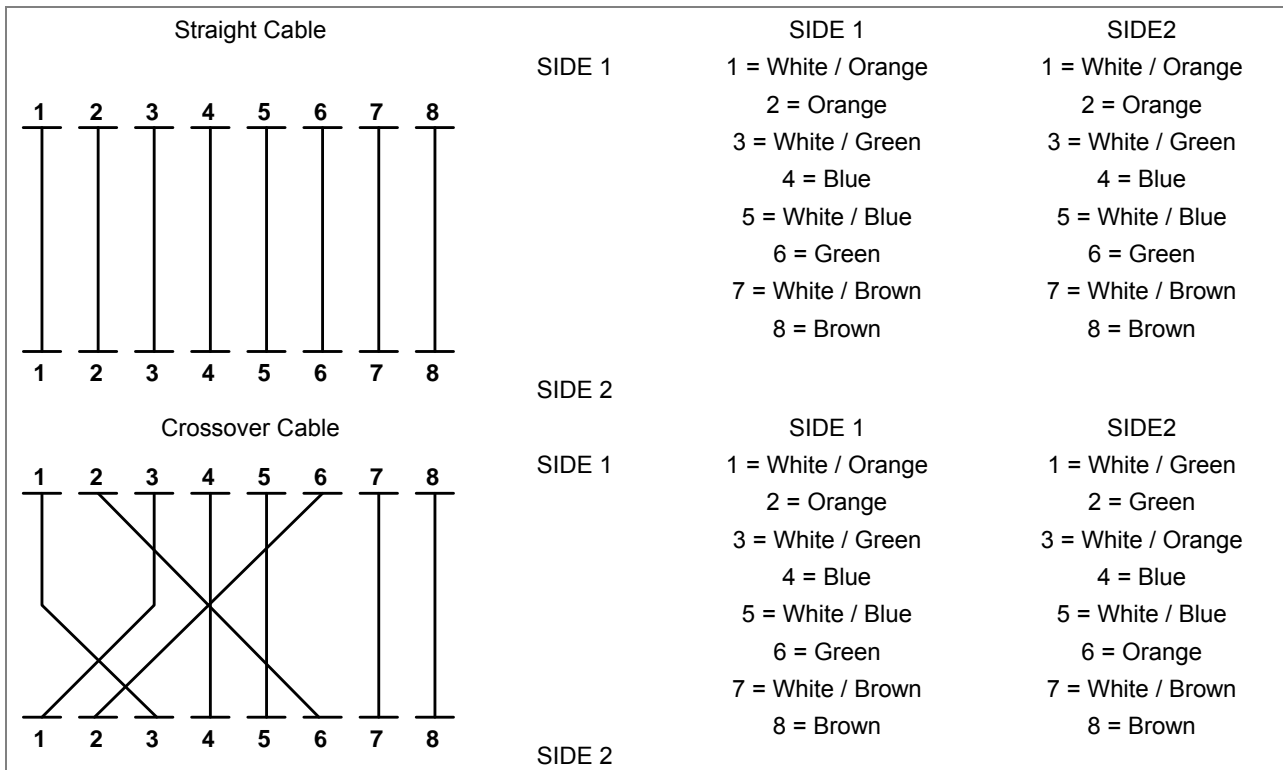 Straight Cable SIDE 1 SIDE2
SIDE 1 1 = White / Orange 1 = White / Orange
1 2 3 4 5 6 7 8 2 = Orange 2 = Orange
3 = White / Green 3 = White / Green
4 = Blue 4 = Blue
5 = White / Blue 5 = White / Blue
6 = Green 6 = Green
7 = White / Brown 7 = White / Brown
8 = Brown 8 = Brown
1 2 3 4 5 6 7 8
SIDE 2
Crossover Cable SIDE 1 SIDE2
SIDE 1 1 = White / Orange 1 = White / Green
1 2 3 4 5 6 7 8
2 = Orange 2 = Green
3 = White / Green 3 = White / Orange
4 = Blue 4 = Blue
5 = White / Blue 5 = White / Blue
6 = Green 6 = Orange
7 = White / Brown 7 = White / Brown
8 = Brown 8 = Brown
1 2 3 4 5 6 7 8
SIDE 2